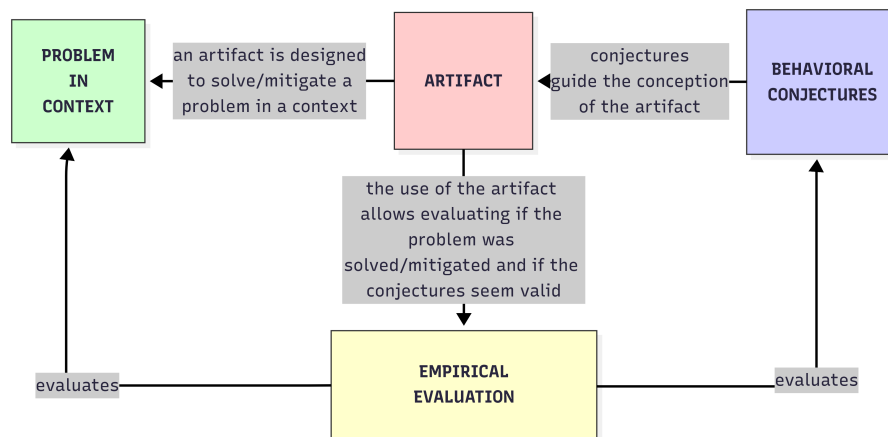 PROBLEM
IN
CONTEXT
an artifact is designed
to solve/mitigate a
problem in a context
ARTIFACT
conjectures
guide the conception
of the artifact
BEHAVIORAL
CONJECTURES
the use of the artifact
allows evaluating if the
problem was
solved/mitigated and if the
conjectures seem valid
evaluates
EMPIRICAL
EVALUATION
evaluates